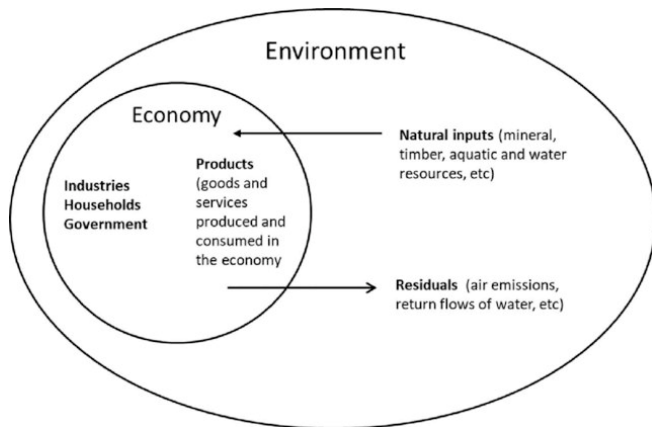 Environment
Economy
Natural inputs (mineral,
timber, aquatic and water
resources, etc)
Products
(goods and
services
produced and
consumed in
the economy
Industries
Households
Government
Residuals (air emissions,
return flows of water, etc)